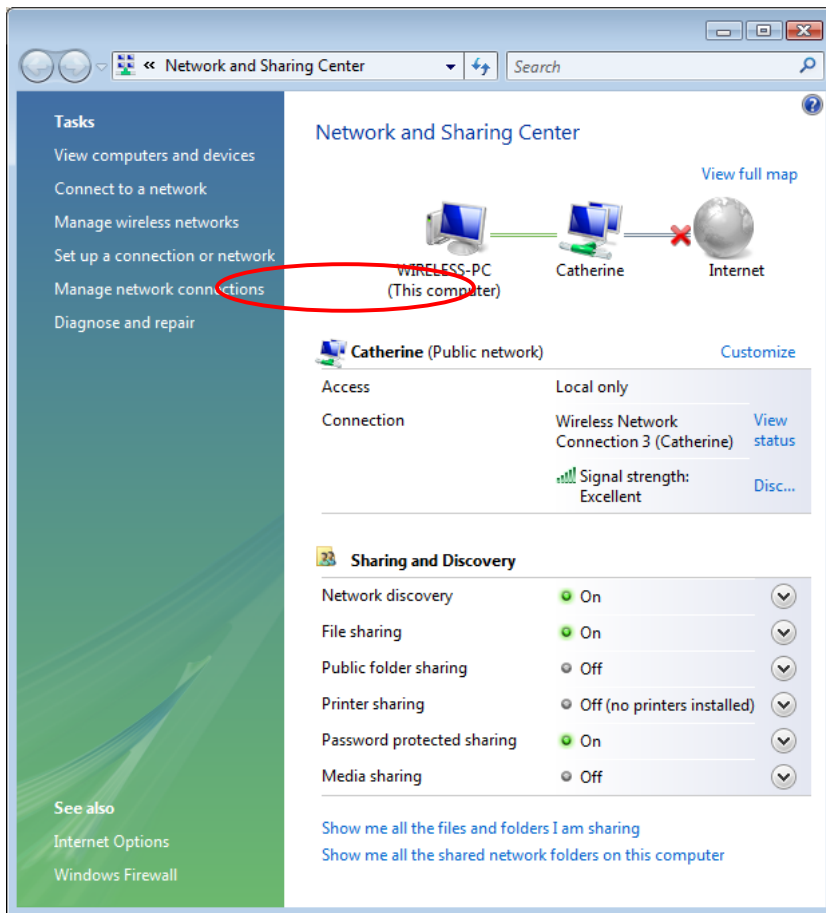 « Network and Sharing Center
Search
Tasks
View computers and devices
Connect to a network
Manage wireless networks
Set up a connection or network
Manage network connections
Diagnose and repair
See also
Internet Options
Windows Firewall
Network and Sharing Center
View full map
WIRELESS-PC
(This computer)
Catherine
Internet
Catherine (Public network)
Customize
Access
Local only
Connection
Wireless Network
Connection 3 (Catherine)
View
status
Signal strength:
Excellent
Disc...
Sharing and Discovery
Network discovery
On
File sharing
On
Public folder sharing
Off
Printer sharing
Off (no printers installed)
Password protected sharing
On
Media sharing
Off
Show me all the files and folders I am sharing
Show me all the shared network folders on this computer